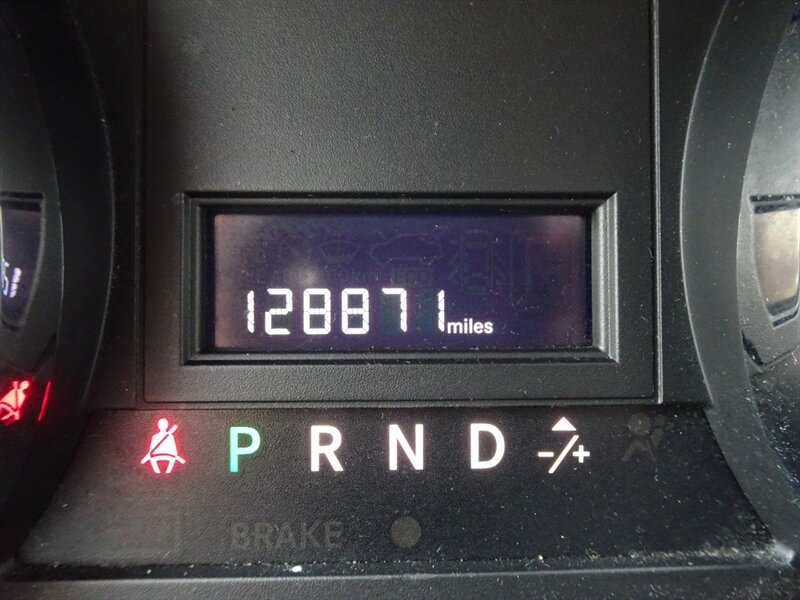 128871 miles
P R N D -/+
BRAKE